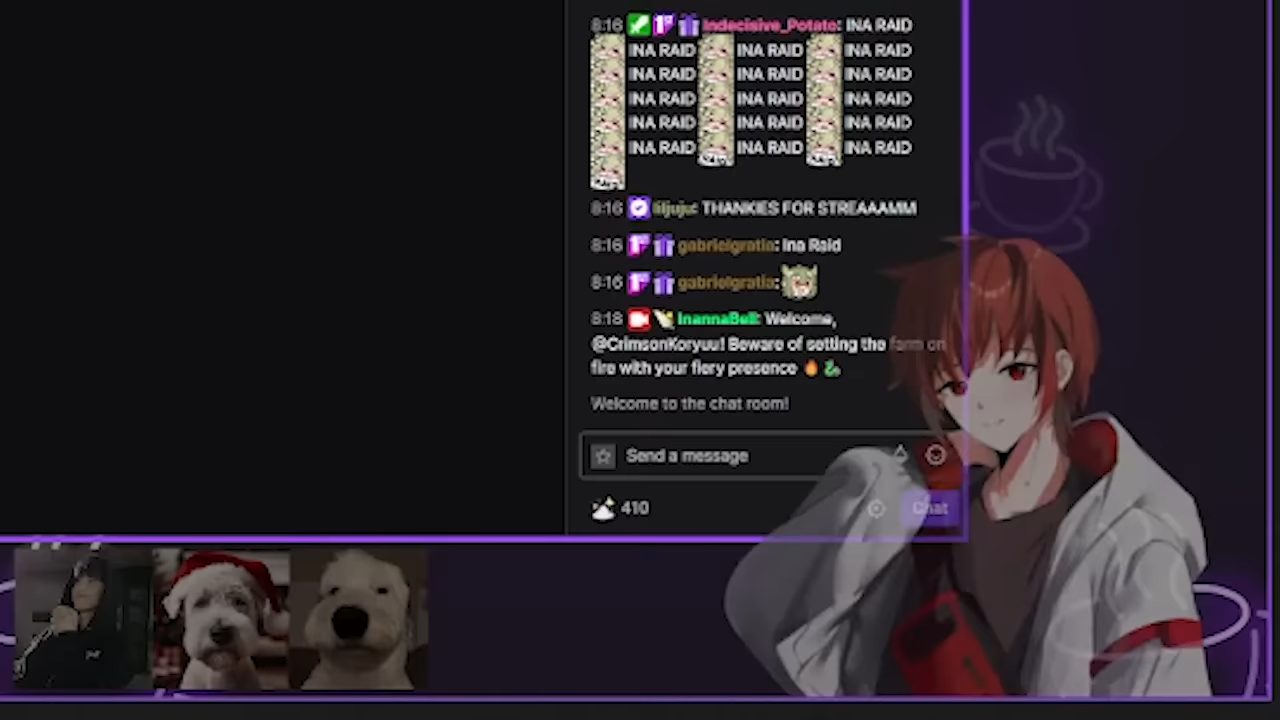 8:16 Indecisive_Potato: INA RAID
INA RAID INA RAID INA RAID
INA RAID INA RAID INA RAID
INA RAID INA RAID INA RAID
INA RAID INA RAID INA RAID
INA RAID INA RAID INA RAID
8:16 liljuju: THANKIES FOR STREAAAMM
8:16 gabrielgratia: Ina Raid
8:16 gabrielgratia:
8:18 InannaBell: Welcome,
@CrimsonKoryuu! Beware of setting the farm on
fire with your fiery presence 🔥 🐉
Welcome to the chat room!
Send a message
410
Chat